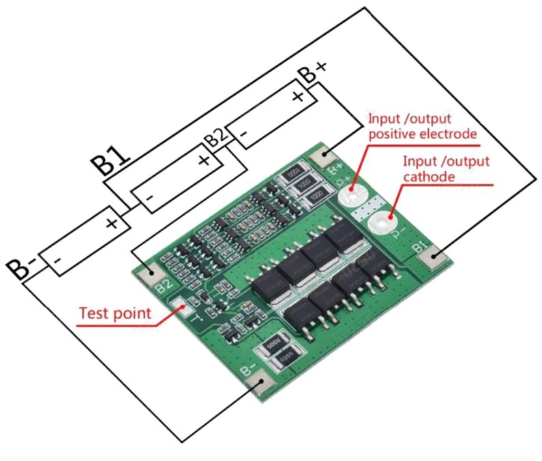 B+
B2
B1
B-
+
-
+
-
+
-
Input /output
positive electrode
Input /output
cathode
B+
P+
P-
B1
B2
Test point
T
B-